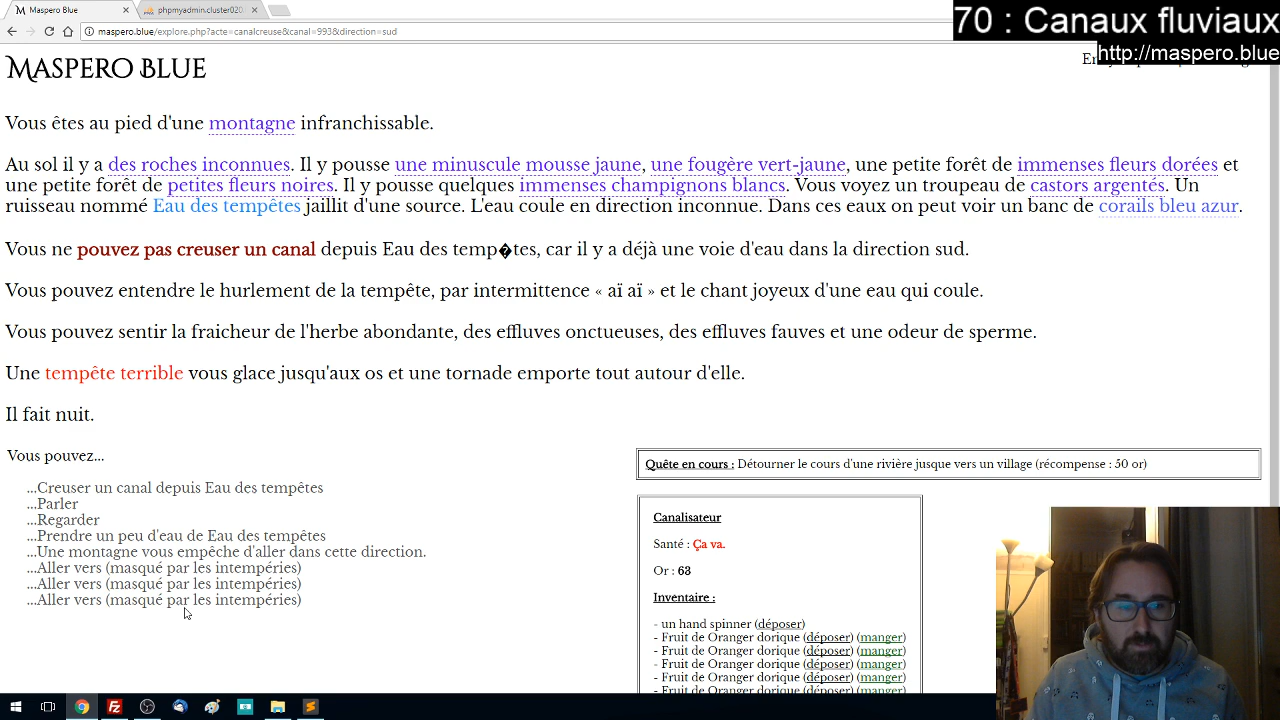 Maspero Blue
phpmyadmin.cluster020
maspero.blue/explore.php?acte=canalcreuse&canal=993&direction=sud
70 : Canaux fluviaux
http://maspero.blue
Maspero Blue
Vous êtes au pied d'une montagne infranchissable.
Au sol il y a des roches inconnues. Il y pousse une minuscule mousse jaune, une fougère vert-jaune, une petite forêt de immenses fleurs dorées et
une petite forêt de petites fleurs noires. Il y pousse quelques immenses champignons blancs. Vous voyez un troupeau de castors argentés. Un
ruisseau nommé Eau des tempêtes jaillit d'une source. L'eau coule en direction inconnue. Dans ces eaux on peut voir un banc de corails bleu azur.
Vous ne pouvez pas creuser un canal depuis Eau des temp�tes, car il y a déjà une voie d'eau dans la direction sud.
Vous pouvez entendre le hurlement de la tempête, par intermittence « aï aï » et le chant joyeux d'une eau qui coule.
Vous pouvez sentir la fraicheur de l'herbe abondante, des effluves onctueuses, des effluves fauves et une odeur de sperme.
Une tempête terrible vous glace jusqu'aux os et une tornade emporte tout autour d'elle.
Il fait nuit.
Vous pouvez...
...Creuser un canal depuis Eau des tempêtes
...Parler
...Regarder
...Prendre un peu d'eau de Eau des tempêtes
...Une montagne vous empêche d'aller dans cette direction.
...Aller vers (masqué par les intempéries)
...Aller vers (masqué par les intempéries)
...Aller vers (masqué par les intempéries)
Quête en cours : Détourner le cours d'une rivière jusque vers un village (récompense : 50 or)
Canalisateur
Santé : Ça va.
Or : 63
Inventaire :
- un hand spinner (déposer)
- Fruit de Oranger dorique (déposer) (manger)
- Fruit de Oranger dorique (déposer) (manger)
- Fruit de Oranger dorique (déposer) (manger)
- Fruit de Oranger dorique (déposer) (manger)
- Fruit de Oranger dorique (déposer) (manger)